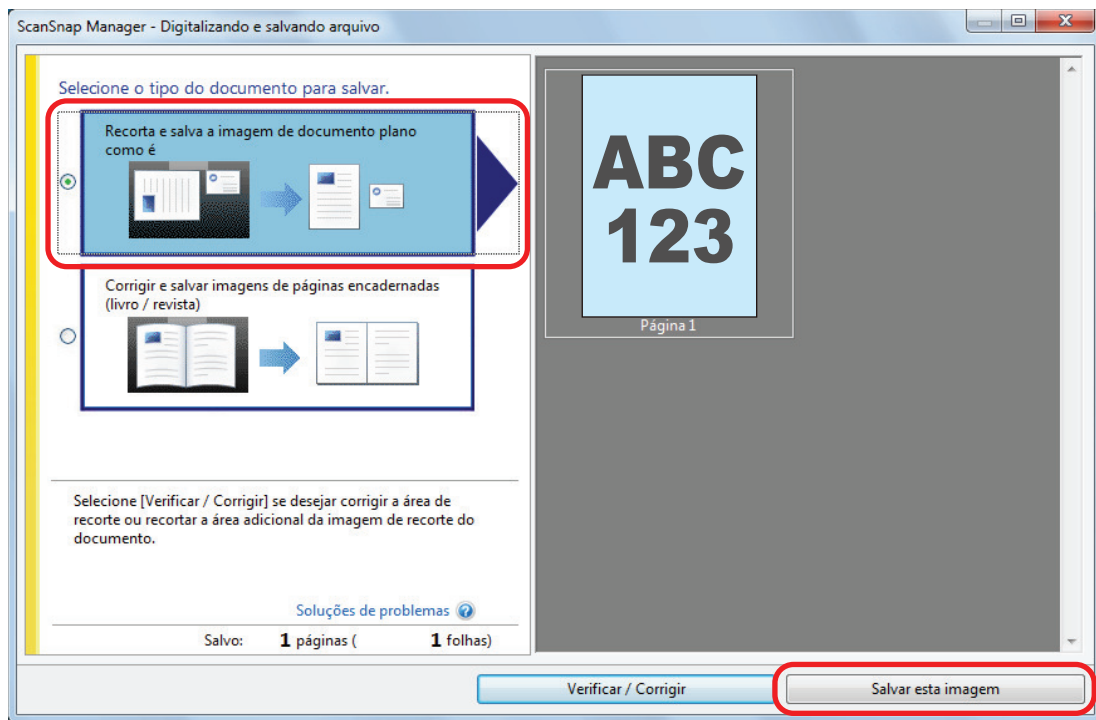 ScanSnap Manager - Digitalizando e salvando arquivo
Selecione o tipo do documento para salvar.
Recorta e salva a imagem de documento plano
como é
Corrigir e salvar imagens de páginas encadernadas
(livro / revista)
Selecione [Verificar / Corrigir] se desejar corrigir a área de
recorte ou recortar a área adicional da imagem de recorte do
documento.
Soluções de problemas ?
Salvo: 1 páginas ( 1 folhas)
ABC
123
Página 1
Verificar / Corrigir
Salvar esta imagem